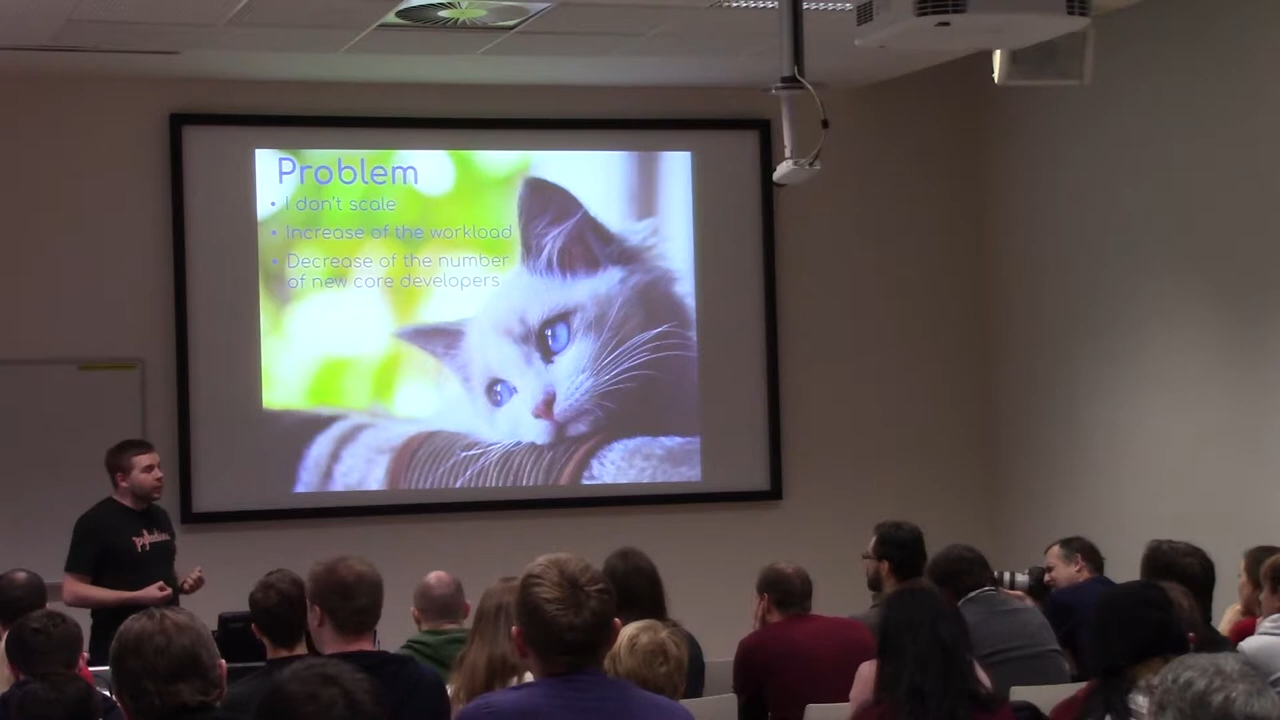 Problem
• I don't scale
• Increase of the workload
• Decrease of the number
of new core developers